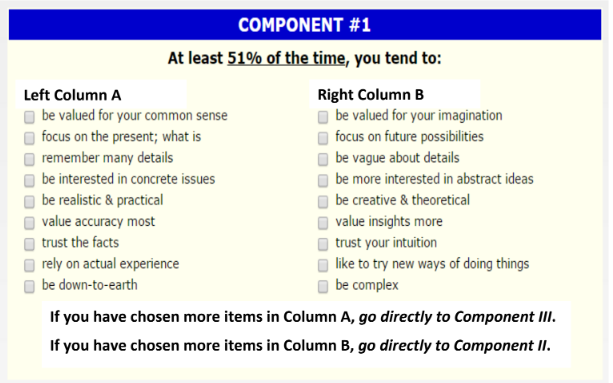 COMPONENT #1
At least 51% of the time, you tend to:
Left Column A
be valued for your common sense
focus on the present; what is
remember many details
be interested in concrete issues
be realistic & practical
value accuracy most
trust the facts
rely on actual experience
be down-to-earth
Right Column B
be valued for your imagination
focus on future possibilities
be vague about details
be more interested in abstract ideas
be creative & theoretical
value insights more
trust your intuition
like to try new ways of doing things
be complex
If you have chosen more items in Column A, go directly to Component III.
If you have chosen more items in Column B, go directly to Component II.